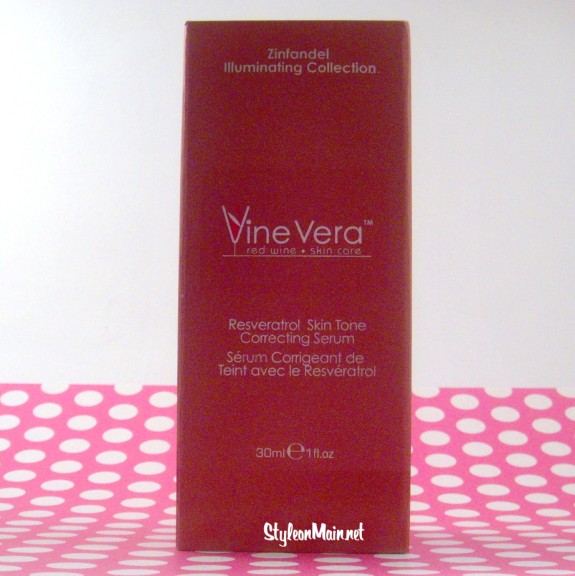 Zinfandel
Illuminating Collection
Vine Vera™
red wine • skin care
Resveratrol Skin Tone
Correcting Serum
Sérum Corrigeant de
Teint avec le Resvératrol
30ml℮1fl.oz
StyleonMain.net